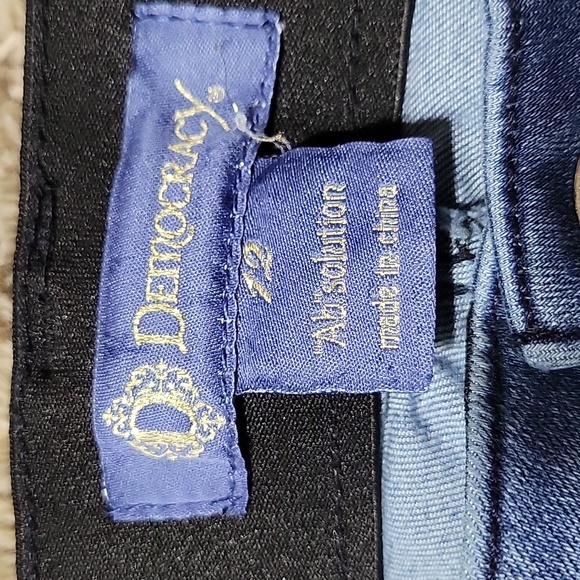 DEMOCRACY.
D
12
"Ab"solution
made in china